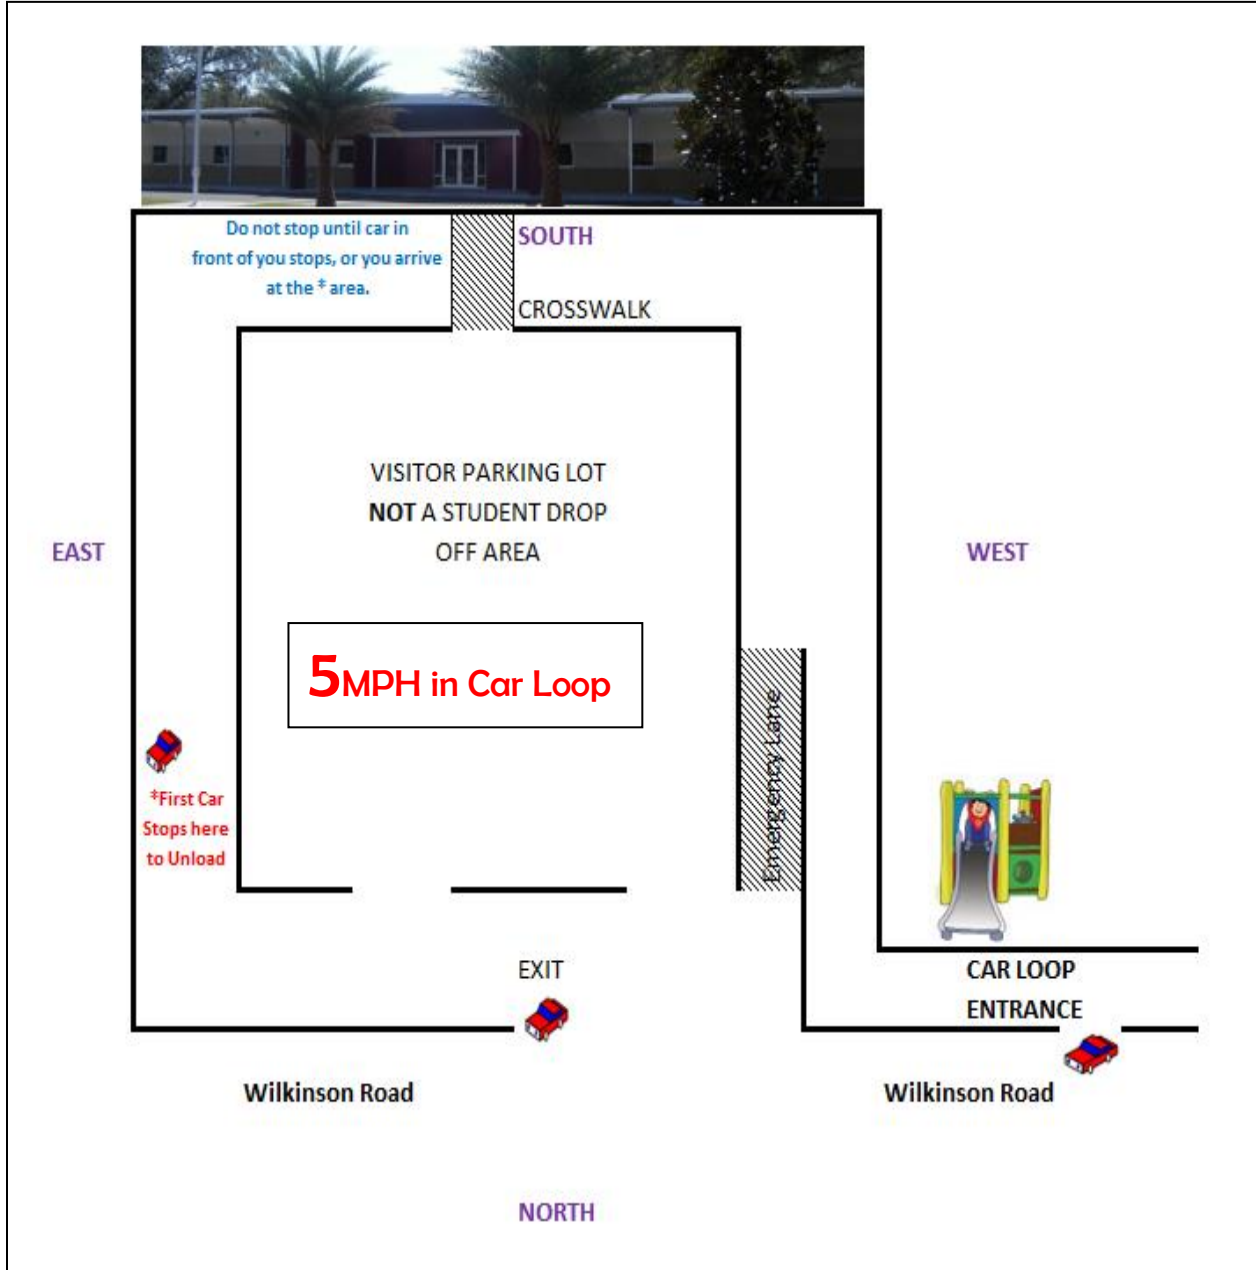 Do not stop until car in
front of you stops, or you arrive
at the * area.
SOUTH
CROSSWALK
VISITOR PARKING LOT
NOT A STUDENT DROP
OFF AREA
EAST
WEST
5MPH in Car Loop
Emergency Lane
*First Car
Stops here
to Unload
EXIT
CAR LOOP
ENTRANCE
Wilkinson Road
Wilkinson Road
NORTH